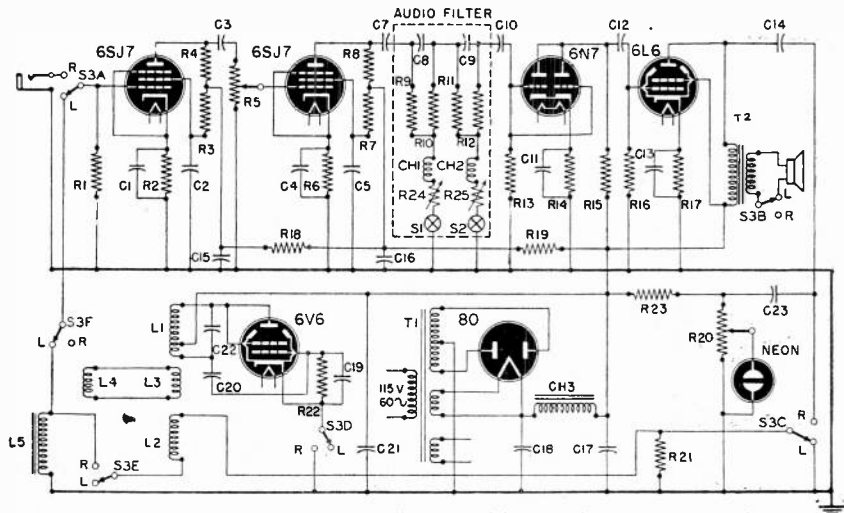 AUDIO FILTER
C3 C7 C10 C12 C14
6SJ7 6SJ7 6N7 6L6
R4 R8 C8 C9
R S3A R5 R9 R11
L
R3 R7 R10 R12 T2
CH1 CH2
R1 C1 R2 C2 C4 R6 C5 R24 R25 R13 C11 R14 R15 R16 C13 R17
S1 S2 S3B L R
R18 R19
C15 C16
S3F L1 6V6 T1 80 R23 C23
L R C22 R20
L4 L3 C20 C19 115V 60~ NEON
R22 CH3
L5 L2 S3D R
R S3E R L C21 C18 C17 R21 S3C
L L